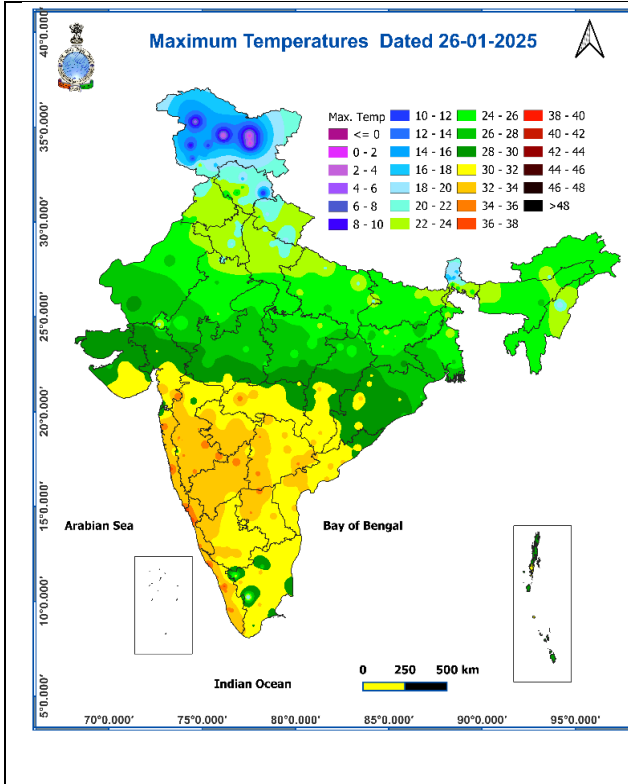 Maximum Temperatures Dated 26-01-2025
Max. Temp
<= 0
0 - 2
2 - 4
4 - 6
6 - 8
8 - 10
10 - 12
12 - 14
14 - 16
16 - 18
18 - 20
20 - 22
22 - 24
24 - 26
26 - 28
28 - 30
30 - 32
32 - 34
34 - 36
36 - 38
38 - 40
40 - 42
42 - 44
44 - 46
46 - 48
>48
40°0.000'
35°0.000'
30°0.000'
25°0.000'
20°0.000'
15°0.000'
10°0.000'
5°0.000'
Arabian Sea
Bay of Bengal
Indian Ocean
0 250 500 km
70°0.000' 75°0.000' 80°0.000' 85°0.000' 90°0.000' 95°0.000'